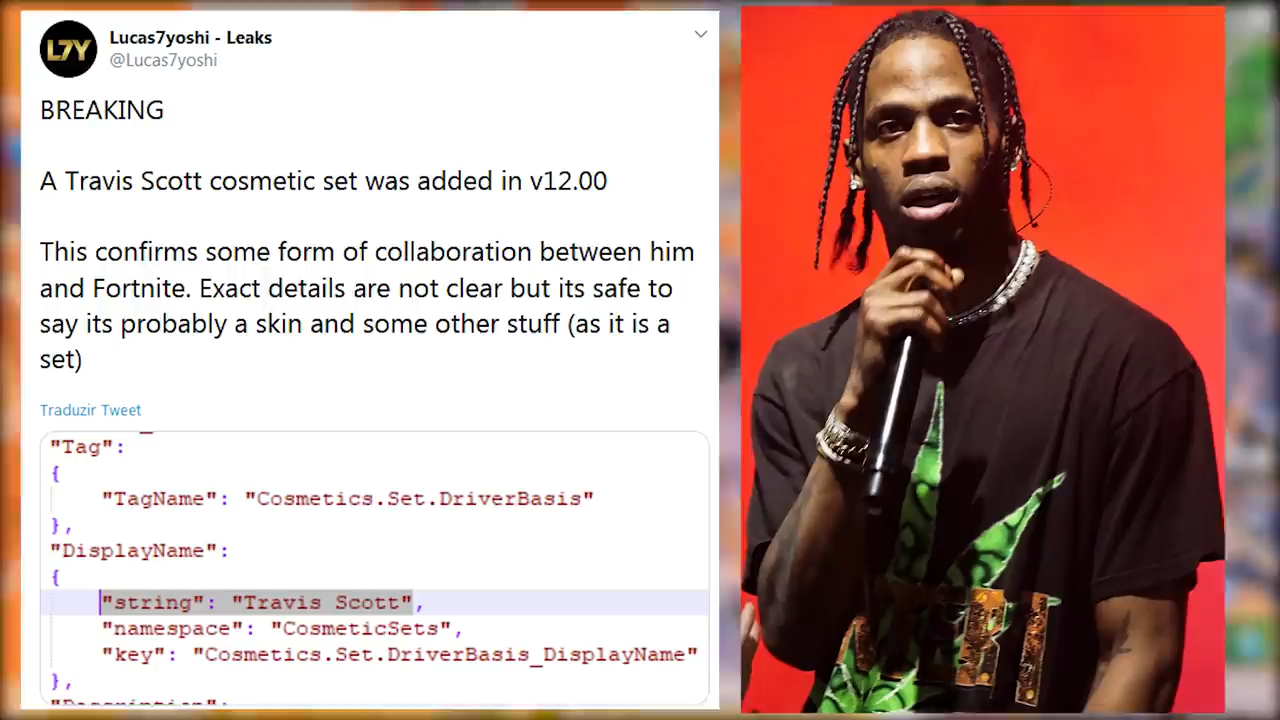 L7Y
Lucas7yoshi - Leaks
@Lucas7yoshi
BREAKING
A Travis Scott cosmetic set was added in v12.00
This confirms some form of collaboration between him
and Fortnite. Exact details are not clear but its safe to
say its probably a skin and some other stuff (as it is a
set)
Traduzir Tweet
"Tag":
{
"TagName": "Cosmetics.Set.DriverBasis"
},
"DisplayName":
{
"string": "Travis Scott",
"namespace": "CosmeticSets",
"key": "Cosmetics.Set.DriverBasis_DisplayName"
},
"Description":